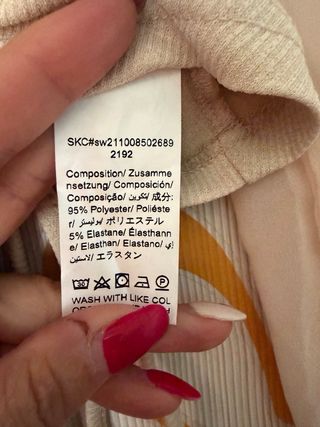 SKC#sw211008502689
2192
Composition/ Zusamme
nsetzung/ Composición/
Composição/ تكوين/ 成分:
95% Polyester/ Poliéste
r/ بوليستر/ ポリエステル
5% Elastane/ Élasthann
e/ Elasthan/ Elastano/ إي
لاستين/ エラスタン
WASH WITH LIKE COL